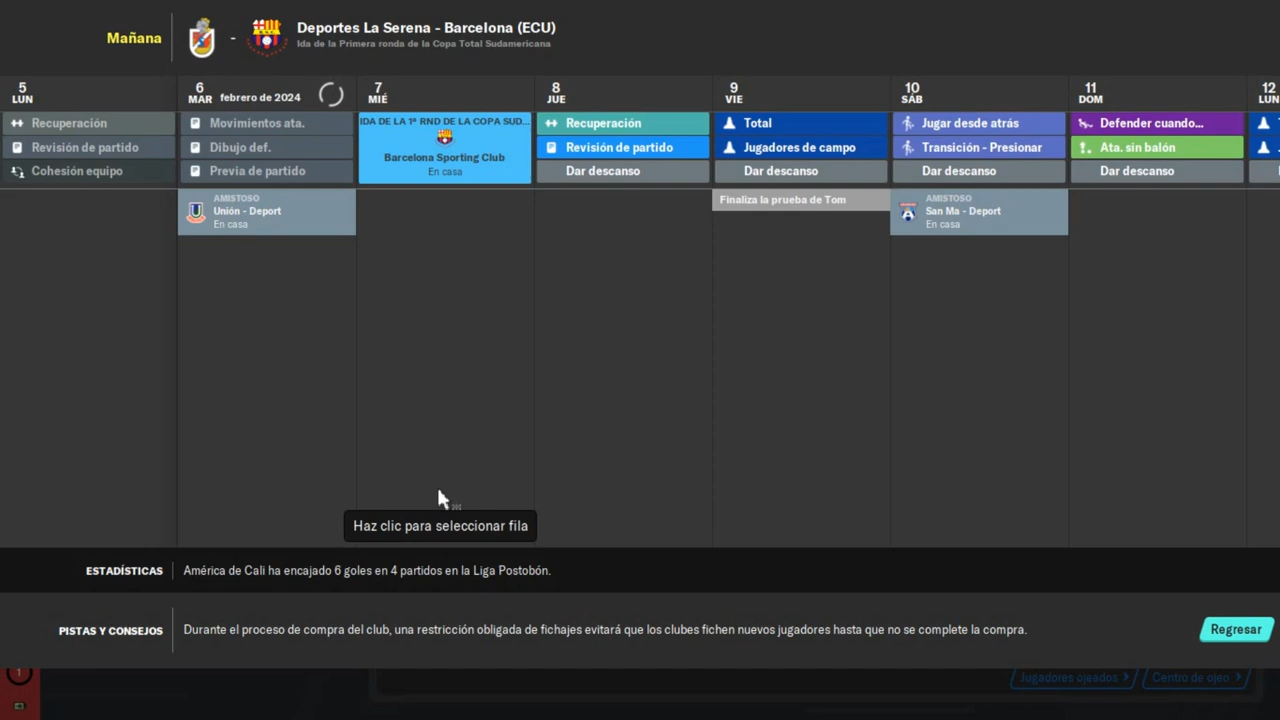 Mañana
Deportes La Serena - Barcelona (ECU)
Ida de la Primera ronda de la Copa Total Sudamericana
5
LUN
6
MAR febrero de 2024
7
MIÉ
8
JUE
9
VIE
10
SÁB
11
DOM
12
LUN
Recuperación
Revisión de partido
Cohesión equipo
Movimientos ata.
Dibujo def.
Previa de partido
IDA DE LA 1ª RND DE LA COPA SUD...
Barcelona Sporting Club
En casa
Recuperación
Revisión de partido
Dar descanso
Total
Jugadores de campo
Dar descanso
Jugar desde atrás
Transición - Presionar
Dar descanso
Defender cuando...
Ata. sin balón
Dar descanso
AMISTOSO
Unión - Deport
En casa
Finaliza la prueba de Tom
AMISTOSO
San Ma - Deport
En casa
Haz clic para seleccionar fila
ESTADÍSTICAS América de Cali ha encajado 6 goles en 4 partidos en la Liga Postobón.
PISTAS Y CONSEJOS Durante el proceso de compra del club, una restricción obligada de fichajes evitará que los clubes fichen nuevos jugadores hasta que no se complete la compra.
Regresar
1
Jugadores ojeados
Centro de ojeo